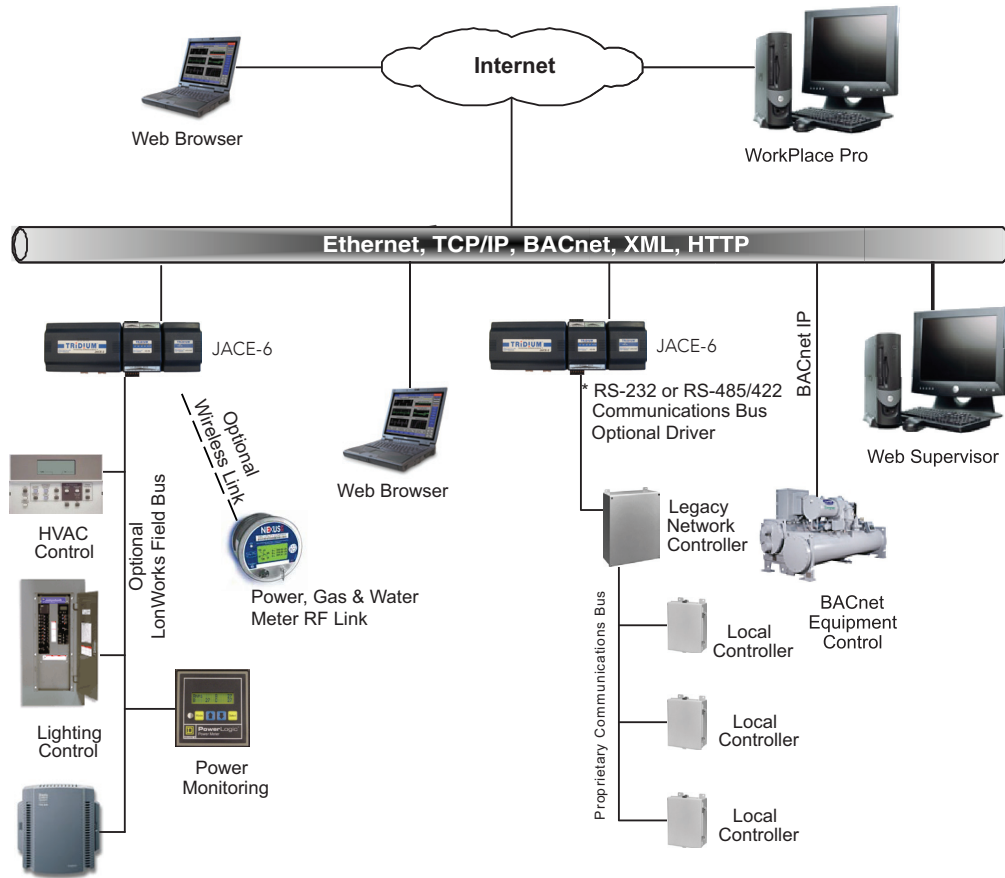 Internet
Web Browser
WorkPlace Pro
Ethernet, TCP/IP, BACnet, XML, HTTP
TRIDIUM
JACE-6
TRIDIUM
JACE-6
* RS-232 or RS-485/422
Communications Bus
Optional Driver
BACnet IP
Web Supervisor
Optional
Wireless Link
Web Browser
HVAC
Control
Optional
LonWorks Field Bus
NEXUS
Power, Gas & Water
Meter RF Link
Legacy
Network
Controller
BACnet
Equipment
Control
Proprietary Communications Bus
Local
Controller
Lighting
Control
PowerLogic
Power Meter
Power
Monitoring
Local
Controller
Local
Controller